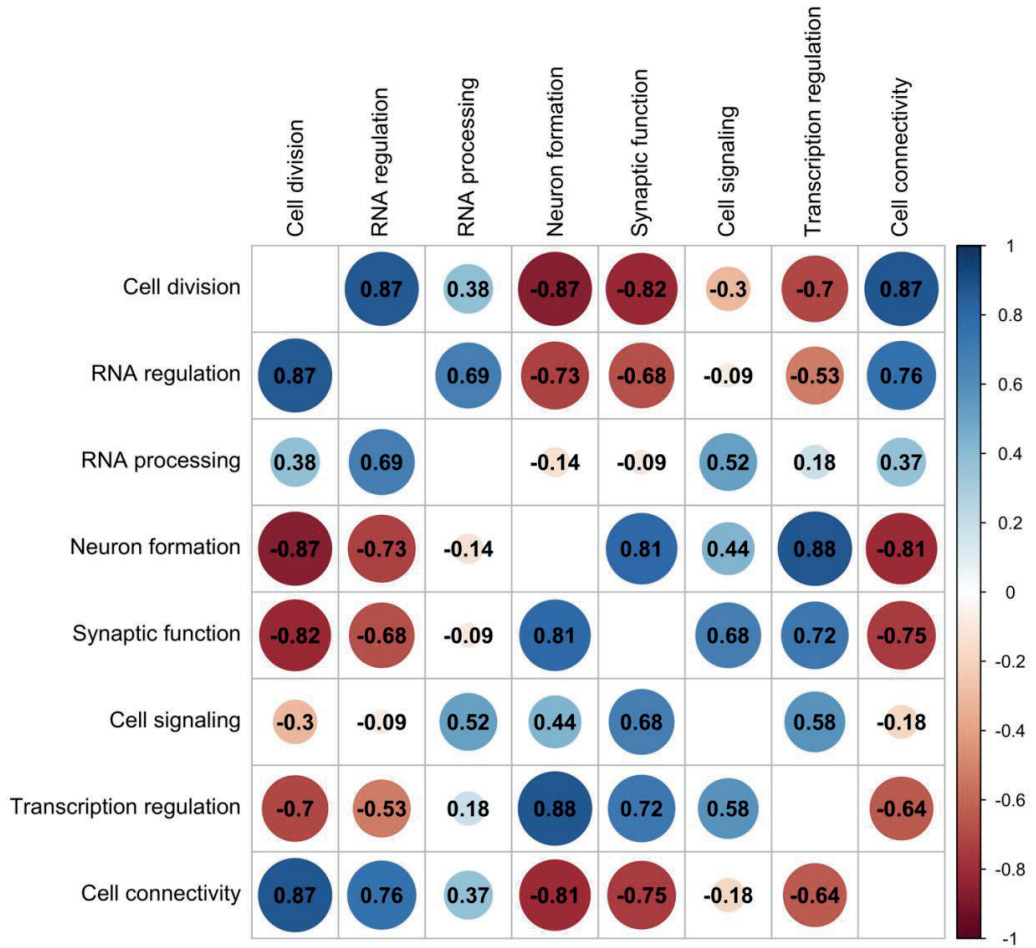 Cell division
RNA regulation
RNA processing
Neuron formation
Synaptic function
Cell signaling
Transcription regulation
Cell connectivity
Cell division 0.87 0.38 -0.87 -0.82 -0.3 -0.7 0.87
RNA regulation 0.87 0.69 -0.73 -0.68 -0.09 -0.53 0.76
RNA processing 0.38 0.69 -0.14 -0.09 0.52 0.18 0.37
Neuron formation -0.87 -0.73 -0.14 0.81 0.44 0.88 -0.81
Synaptic function -0.82 -0.68 -0.09 0.81 0.68 0.72 -0.75
Cell signaling -0.3 -0.09 0.52 0.44 0.68 0.58 -0.18
Transcription regulation -0.7 -0.53 0.18 0.88 0.72 0.58 -0.64
Cell connectivity 0.87 0.76 0.37 -0.81 -0.75 -0.18 -0.64
1
0.8
0.6
0.4
0.2
0
-0.2
-0.4
-0.6
-0.8
-1